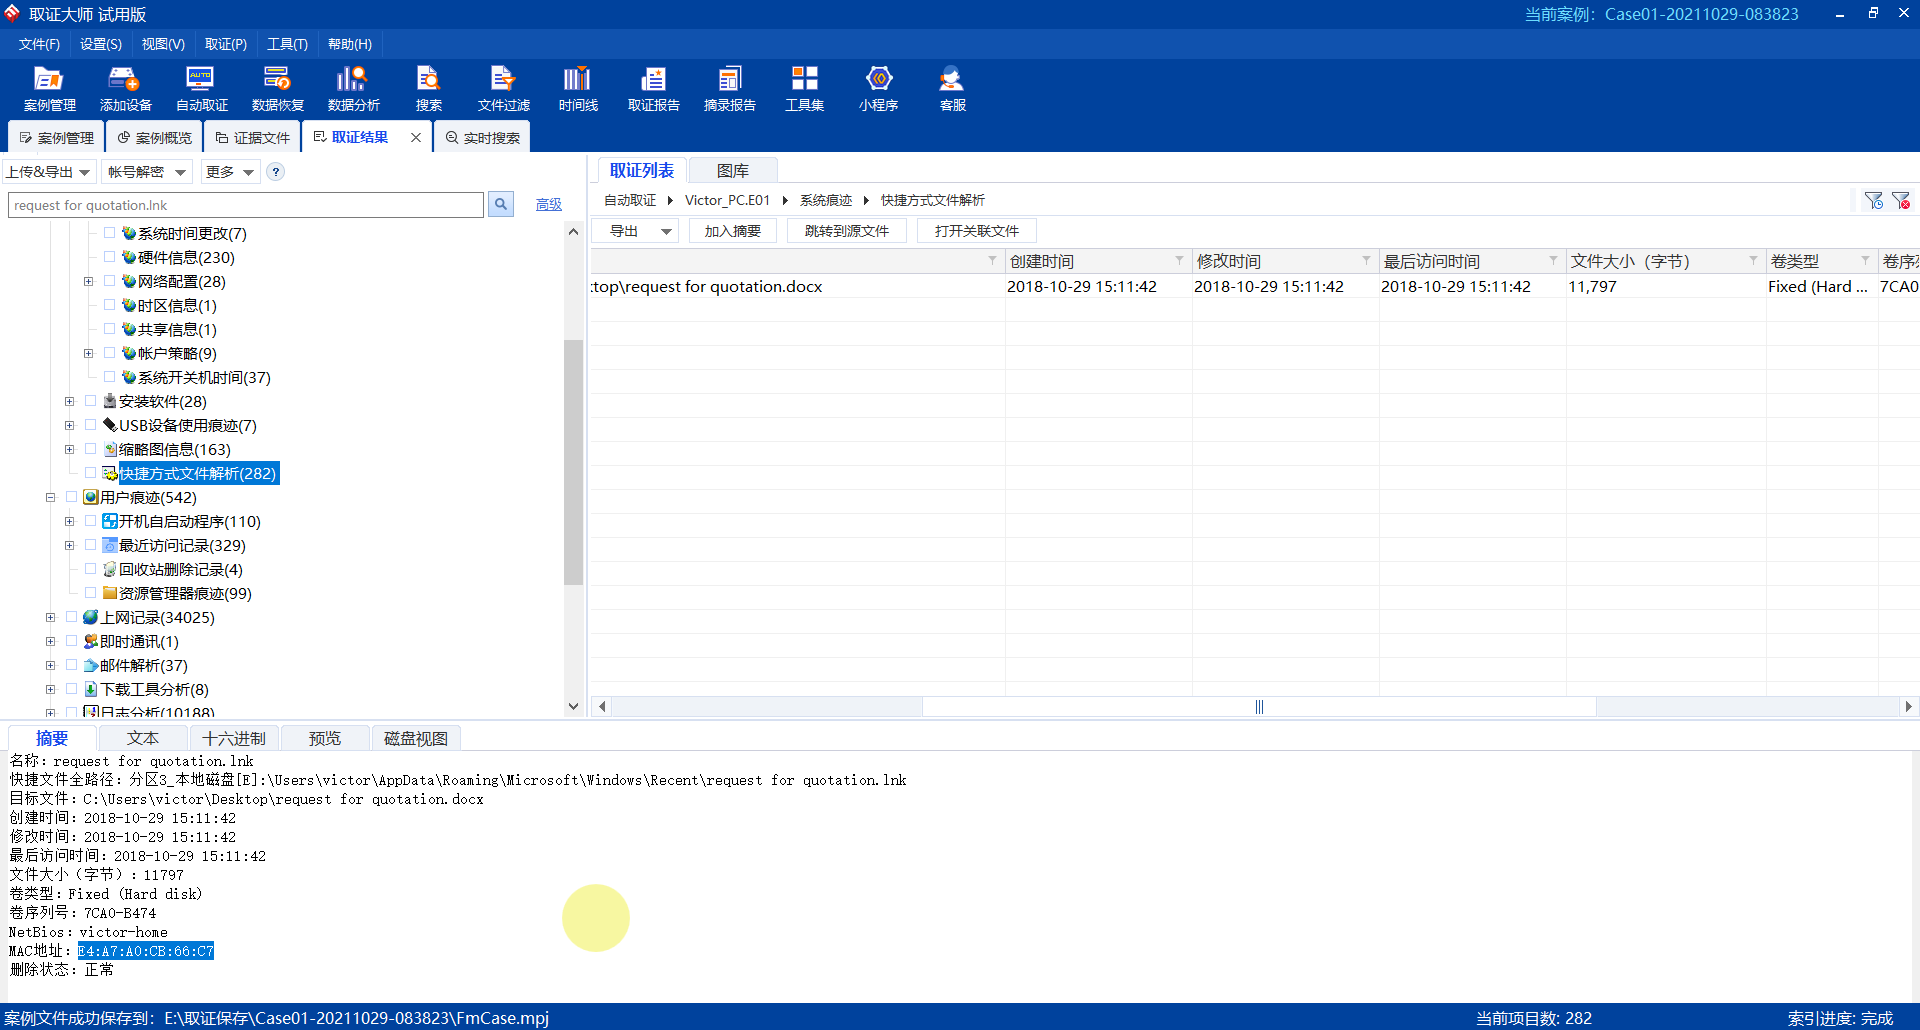 取证大师 试用版
当前案例： Case01-20211029-083823
文件(F) 设置(S) 视图(V) 取证(P) 工具(T) 帮助(H)
案例管理 添加设备 自动取证 数据恢复 数据分析 搜索 文件过滤 时间线 取证报告 摘录报告 工具集 小程序 客服
案例管理 案例概览 证据文件 取证结果 实时搜索
上传&导出 帐号解密 更多 ?
request for quotation.lnk
高级
系统时间更改(7)
硬件信息(230)
网络配置(28)
时区信息(1)
共享信息(1)
帐户策略(9)
系统开关机时间(37)
安装软件(28)
USB设备使用痕迹(7)
缩略图信息(163)
快捷方式文件解析(282)
用户痕迹(542)
开机自启动程序(110)
最近访问记录(329)
回收站删除记录(4)
资源管理器痕迹(99)
上网记录(34025)
即时通讯(1)
邮件解析(37)
下载工具分析(8)
日志分析(10188)
取证列表 图库
自动取证 Victor_PC.E01 系统痕迹 快捷方式文件解析
导出 加入摘要 跳转到源文件 打开关联文件
创建时间 修改时间 最后访问时间 文件大小（字节） 卷类型
:top\request for quotation.docx 2018-10-29 15:11:42 2018-10-29 15:11:42 2018-10-29 15:11:42 11,797 Fixed (Hard ... 7CA0
摘要 文本 十六进制 预览 磁盘视图
名称：request for quotation.lnk
快捷文件全路径：分区3_本地磁盘[E]:\Users\victor\AppData\Roaming\Microsoft\Windows\Recent\request for quotation.lnk
目标文件：C:\Users\victor\Desktop\request for quotation.docx
创建时间：2018-10-29 15:11:42
修改时间：2018-10-29 15:11:42
最后访问时间：2018-10-29 15:11:42
文件大小（字节）：11797
卷类型：Fixed (Hard disk)
卷序列号：7CA0-B474
NetBios：victor-home
MAC地址：E4:A7:A0:CB:66:C7
删除状态：正常
案例文件成功保存到： E:\取证保存\Case01-20211029-083823\FmCase.mpj
当前项目数: 282
索引进度: 完成